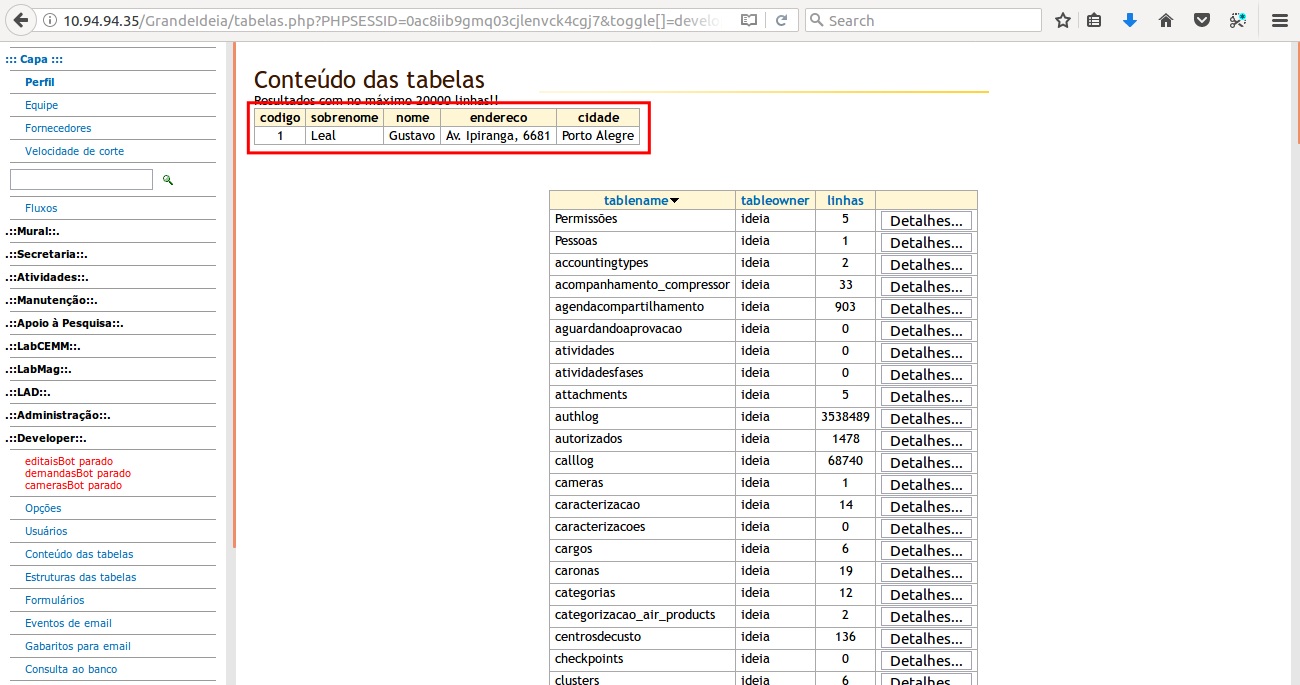 10.94.94.35/GrandeIdeia/tabelas.php?PHPSESSID=0ac8iib9gmq03cjlenvck4cgj7&toggle[]=develo
Search
::: Capa :::
Perfil
Equipe
Fornecedores
Velocidade de corte
Fluxos
.::Mural::.
.::Secretaria::.
.::Atividades::.
.::Manutenção::.
.::Apoio à Pesquisa::.
.::LabCEMM::.
.::LabMag::.
.::LAD::.
.::Administração::.
.::Developer::.
editaisBot parado
demandasBot parado
camerasBot parado
Opções
Usuários
Conteúdo das tabelas
Estruturas das tabelas
Formulários
Eventos de email
Gabaritos para email
Consulta ao banco
Conteúdo das tabelas
Resultados com no máximo 20000 linhas!!
codigo sobrenome nome endereco cidade
1 Leal Gustavo Av. Ipiranga, 6681 Porto Alegre
tablename tableowner linhas
Permissões ideia 5 Detalhes...
Pessoas ideia 1 Detalhes...
accountingtypes ideia 2 Detalhes...
acompanhamento_compressor ideia 33 Detalhes...
agendacompartilhamento ideia 903 Detalhes...
aguardandoaprovacao ideia 0 Detalhes...
atividades ideia 0 Detalhes...
atividadesfases ideia 0 Detalhes...
attachments ideia 5 Detalhes...
authlog ideia 3538489 Detalhes...
autorizados ideia 1478 Detalhes...
calllog ideia 68740 Detalhes...
cameras ideia 1 Detalhes...
caracterizacao ideia 14 Detalhes...
caracterizacoes ideia 0 Detalhes...
cargos ideia 6 Detalhes...
caronas ideia 19 Detalhes...
categorias ideia 12 Detalhes...
categorizacao_air_products ideia 2 Detalhes...
centrosdecusto ideia 136 Detalhes...
checkpoints ideia 0 Detalhes...
clusters ideia 6 Detalhes...